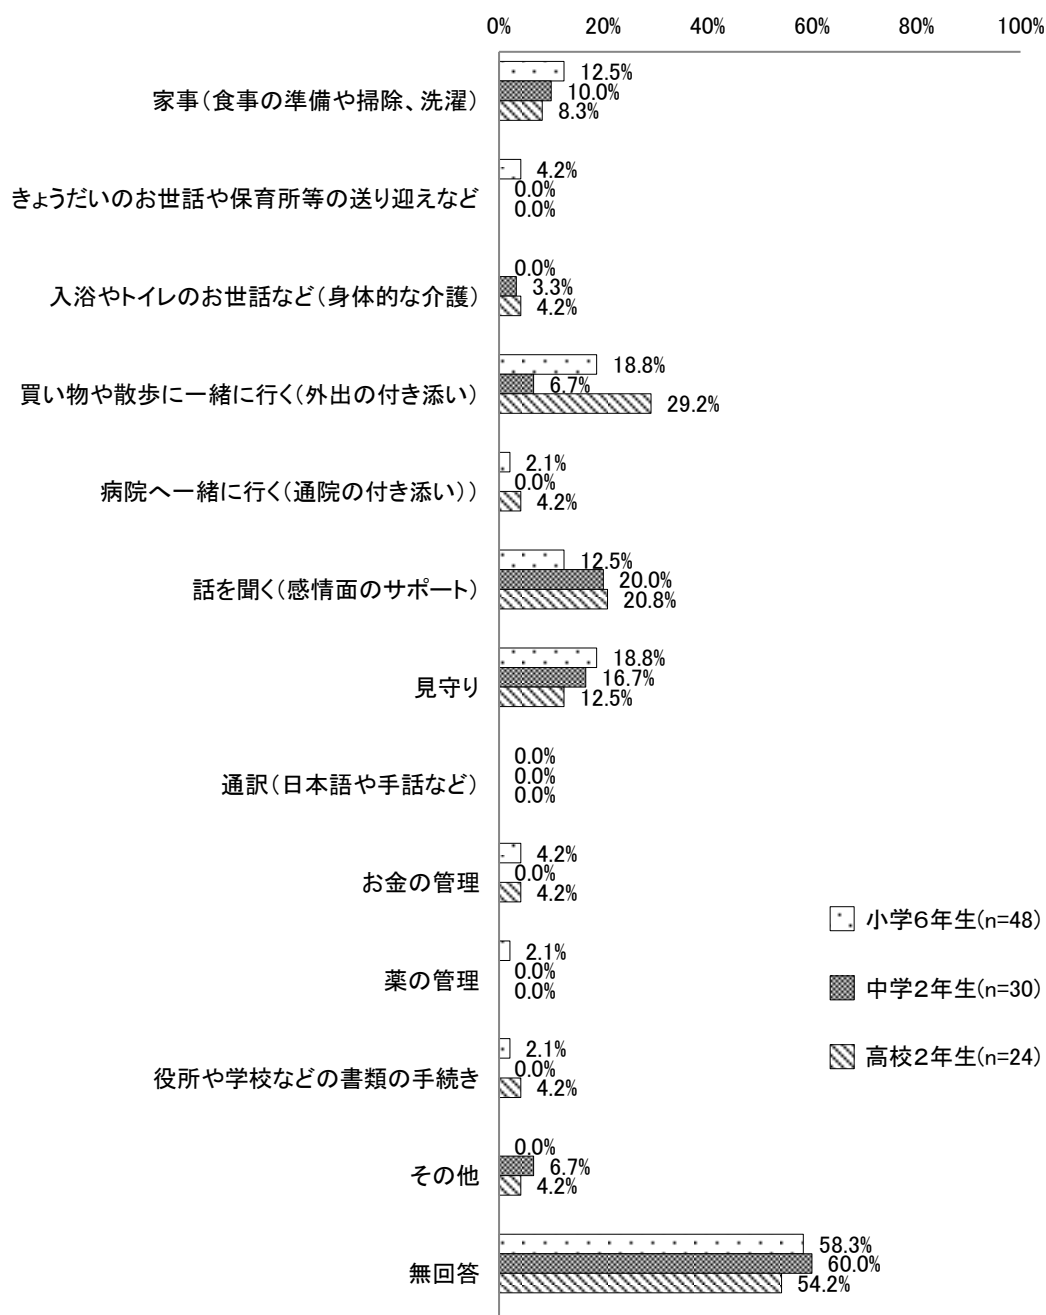 0% 20% 40% 60% 80% 100%
家事(食事の準備や掃除、洗濯)
12.5%
10.0%
8.3%
きょうだいのお世話や保育所等の送り迎えなど
4.2%
0.0%
0.0%
入浴やトイレのお世話など(身体的な介護)
0.0%
3.3%
4.2%
買い物や散歩に一緒に行く(外出の付き添い)
18.8%
6.7%
29.2%
病院へ一緒に行く(通院の付き添い))
2.1%
0.0%
4.2%
話を聞く(感情面のサポート)
12.5%
20.0%
20.8%
見守り
18.8%
16.7%
12.5%
通訳(日本語や手話など)
0.0%
0.0%
0.0%
お金の管理
4.2%
0.0%
4.2%
薬の管理
2.1%
0.0%
0.0%
役所や学校などの書類の手続き
2.1%
0.0%
4.2%
その他
0.0%
6.7%
4.2%
無回答
58.3%
60.0%
54.2%
小学6年生(n=48)
中学2年生(n=30)
高校2年生(n=24)